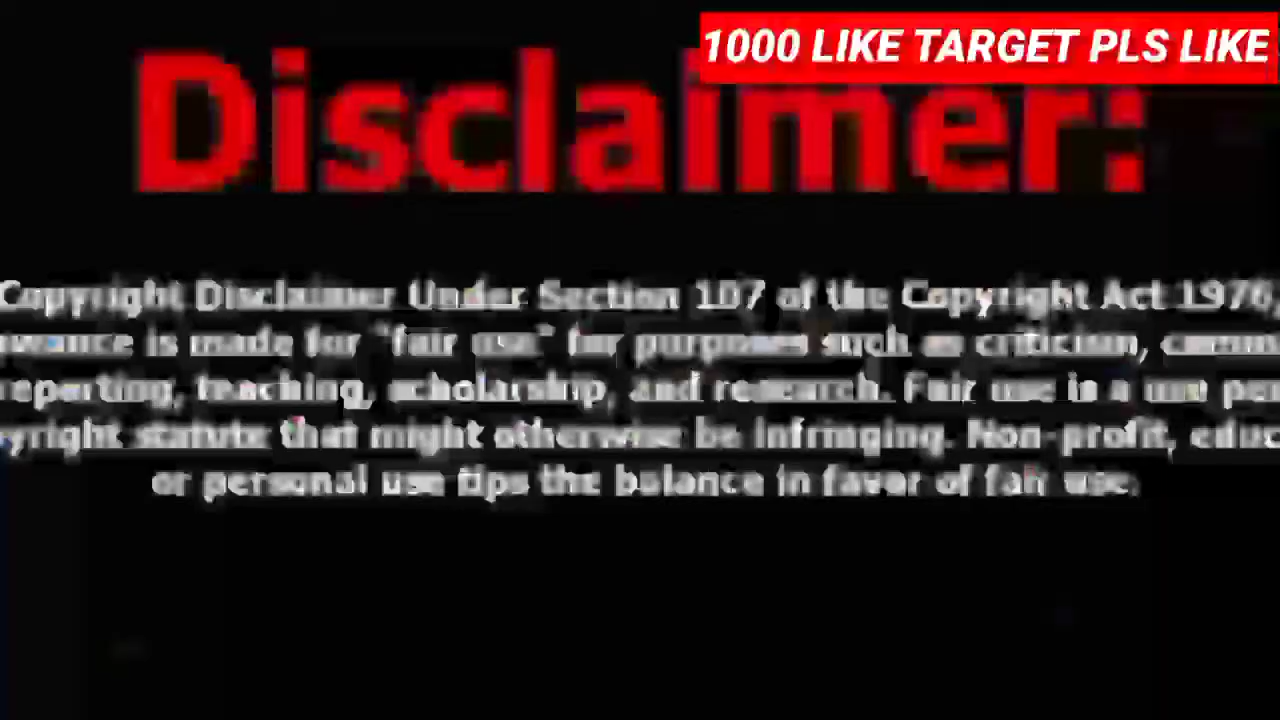 1000 LIKE TARGET PLS LIKE
Disclaimer:
Copyright Disclaimer Under Section 107 of the Copyright Act 1976,
is made for "fair use" for purposes such as criticism,
reporting, teaching, scholarship, and research. Fair use is a use
that might otherwise be infringing. Non-profit,
or personal use tips the balance in favor of fair use.